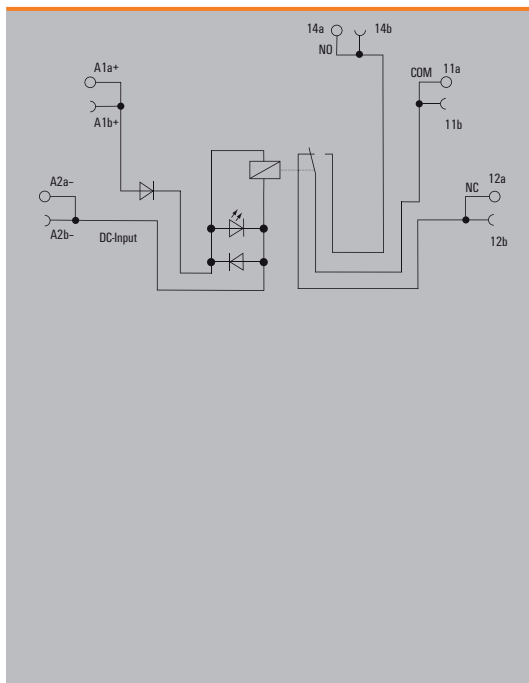 14a 14b
NO
A1a+
COM 11a
A1b+
11b
A2a–
12a
NC
A2b–
DC-Input
12b